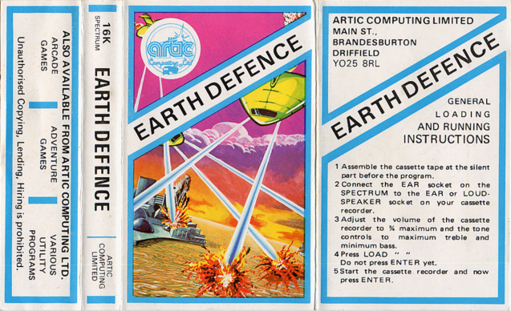 ALSO AVAILABLE FROM ARTIC COMPUTING LTD.
ARCADE
GAMES
ADVENTURE
GAMES
VARIOUS
UTILITY
PROGRAMS
Unauthorised Copying, Lending, Hiring is prohibited.
16K
SPECTRUM
EARTH DEFENCE
ARTIC
COMPUTING
LIMITED
artic
Computing Ltd
EARTH DEFENCE
ARTIC COMPUTING LIMITED
MAIN ST.,
BRANDESBURTON
DRIFFIELD
YO25 8RL
EARTH DEFENCE
GENERAL
LOADING
AND RUNNING
INSTRUCTIONS
1 Assemble the cassette tape at the silent
part before the program.
2 Connect the EAR socket on the
SPECTRUM to the EAR or LOUD-
SPEAKER socket on your cassette
recorder.
3 Adjust the volume of the cassette
recorder to ¾ maximum and the tone
controls to maximum treble and
minimum bass.
4 Press LOAD " "
Do not press ENTER yet.
5 Start the cassette recorder and now
press ENTER.